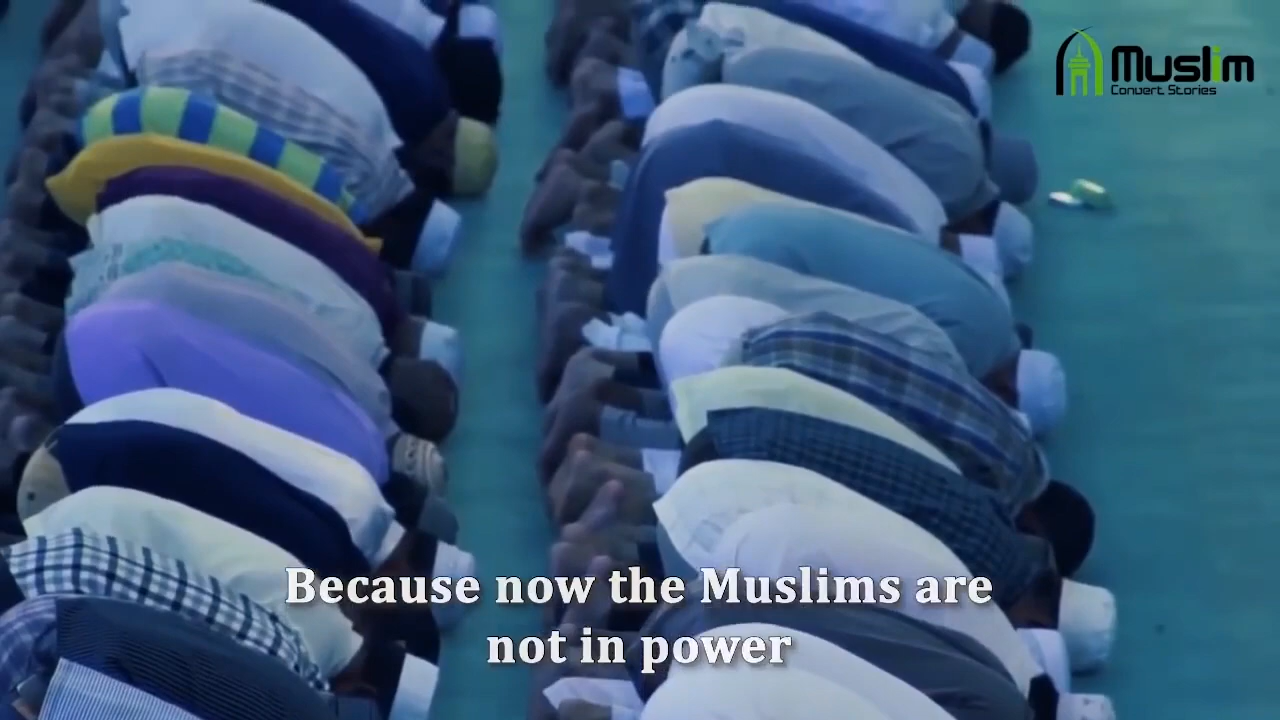 Muslim
Convert Stories
Because now the Muslims are
not in power